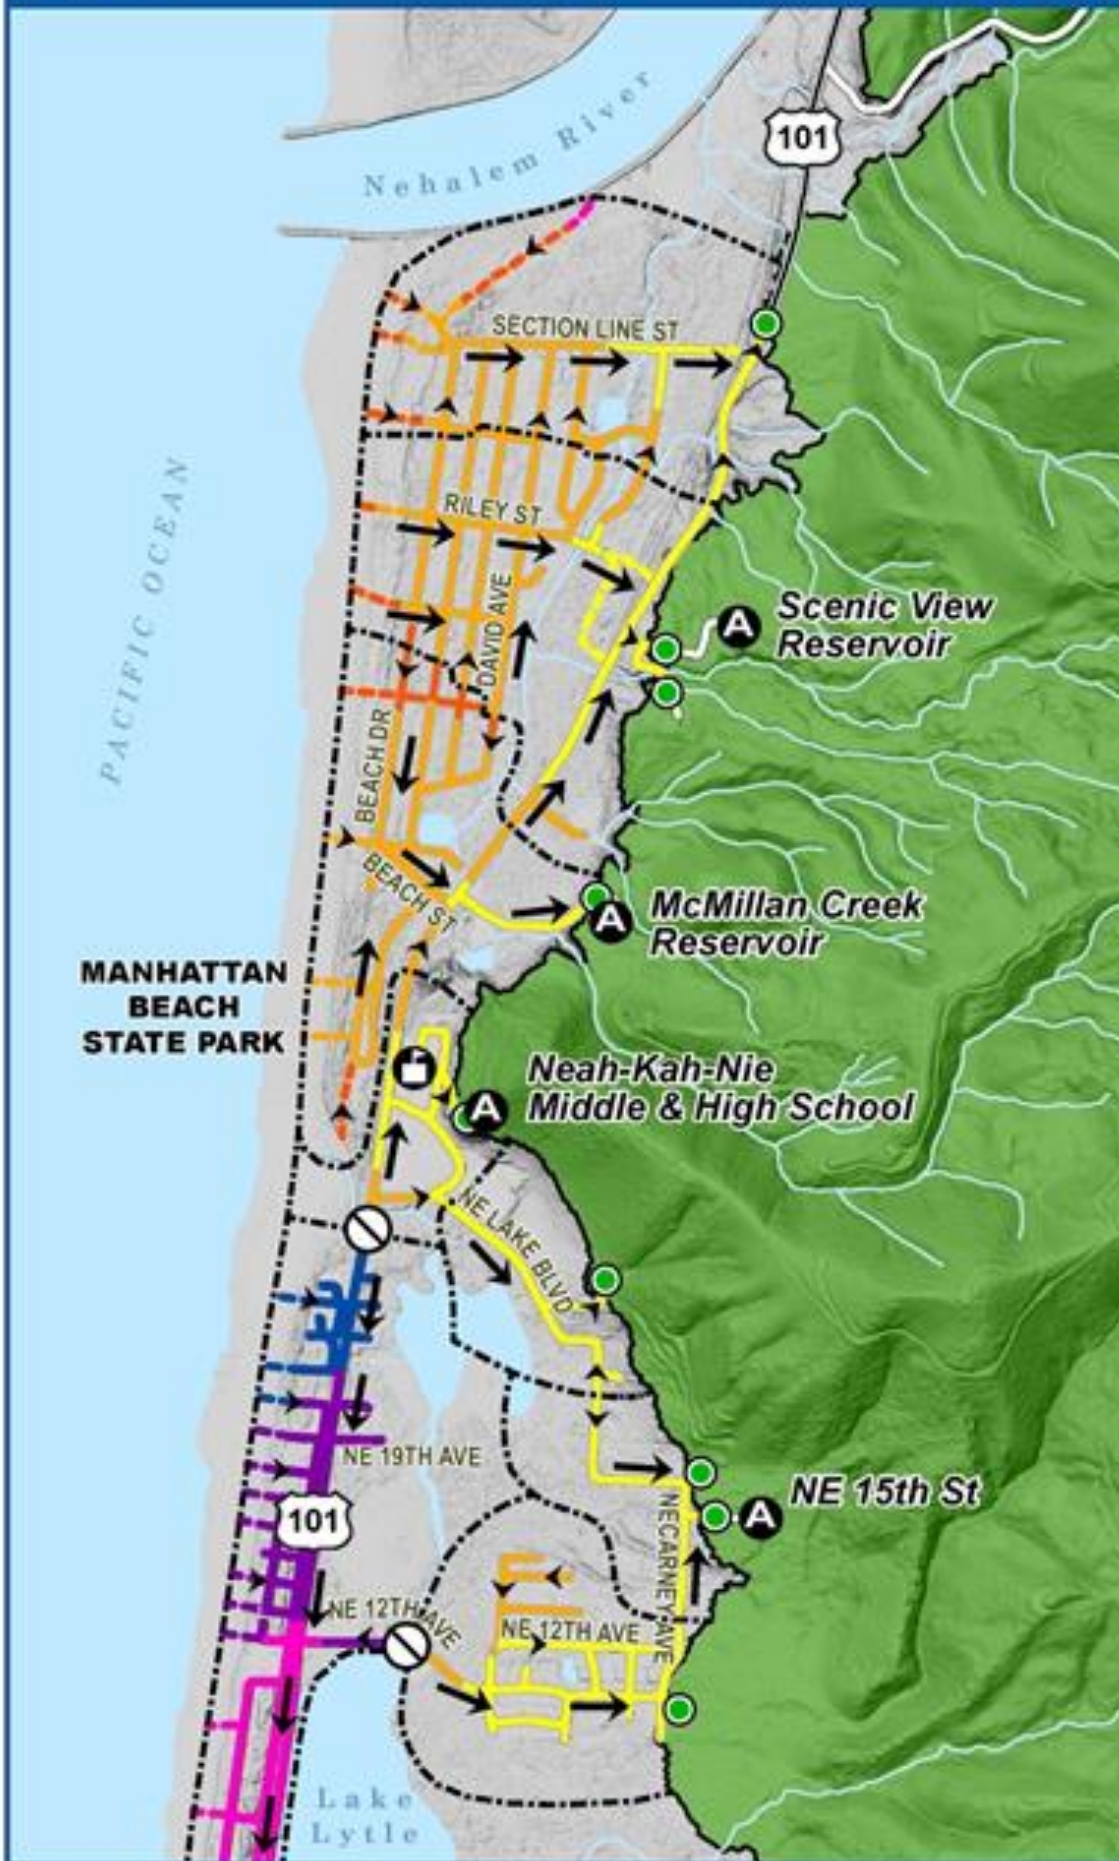 Nehalem River
101
SECTION LINE ST
RILEY ST
PACIFIC OCEAN
DAVID AVE
A
Scenic View
Reservoir
BEACH DR
BEACH ST
A
McMillan Creek
Reservoir
MANHATTAN
BEACH
STATE PARK
Neah-Kah-Nie
Middle & High School
A
NE LAKE BLVD
NE 19TH AVE
101
NE 15th St
A
NECARNEY AVE
NE 12TH AVE
NE 12TH AVE
Lake
Lytle